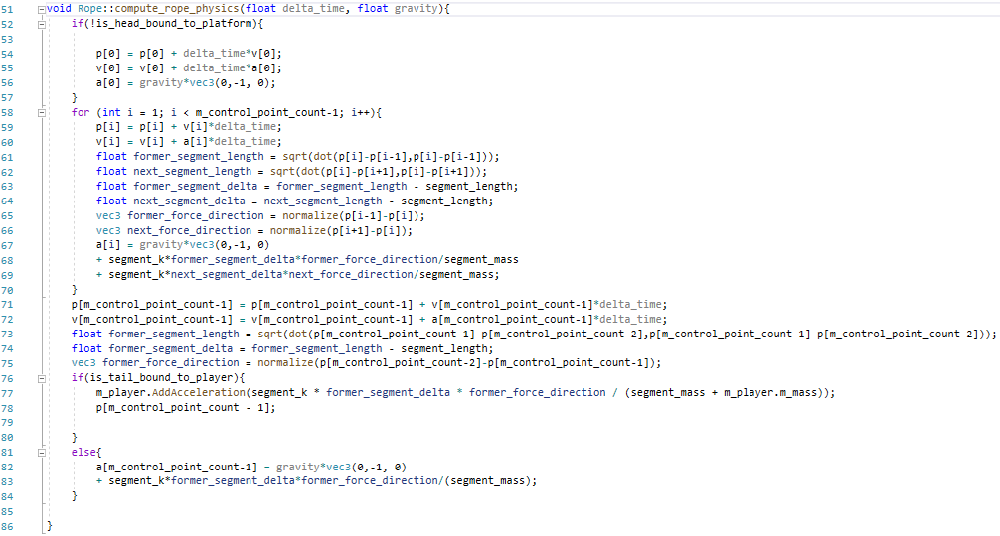 51 void Rope::compute_rope_physics(float delta_time, float gravity){
52     if(!is_head_bound_to_platform){
53
54         p[0] = p[0] + delta_time*v[0];
55         v[0] = v[0] + delta_time*a[0];
56         a[0] = gravity*vec3(0,-1, 0);
57     }
58     for (int i = 1; i < m_control_point_count-1; i++){
59         p[i] = p[i] + v[i]*delta_time;
60         v[i] = v[i] + a[i]*delta_time;
61         float former_segment_length = sqrt(dot(p[i]-p[i-1],p[i]-p[i-1]));
62         float next_segment_length = sqrt(dot(p[i]-p[i+1],p[i]-p[i+1]));
63         float former_segment_delta = former_segment_length - segment_length;
64         float next_segment_delta = next_segment_length - segment_length;
65         vec3 former_force_direction = normalize(p[i-1]-p[i]);
66         vec3 next_force_direction = normalize(p[i+1]-p[i]);
67         a[i] = gravity*vec3(0,-1, 0)
68         + segment_k*former_segment_delta*former_force_direction/segment_mass
69         + segment_k*next_segment_delta*next_force_direction/segment_mass;
70     }
71     p[m_control_point_count-1] = p[m_control_point_count-1] + v[m_control_point_count-1]*delta_time;
72     v[m_control_point_count-1] = v[m_control_point_count-1] + a[m_control_point_count-1]*delta_time;
73     float former_segment_length = sqrt(dot(p[m_control_point_count-1]-p[m_control_point_count-2],p[m_control_point_count-1]-p[m_control_point_count-2]));
74     float former_segment_delta = former_segment_length - segment_length;
75     vec3 former_force_direction = normalize(p[m_control_point_count-2]-p[m_control_point_count-1]);
76     if(is_tail_bound_to_player){
77         m_player.AddAcceleration(segment_k * former_segment_delta * former_force_direction / (segment_mass + m_player.m_mass));
78         p[m_control_point_count - 1];
79
80     }
81     else{
82         a[m_control_point_count-1] = gravity*vec3(0,-1, 0)
83         + segment_k*former_segment_delta*former_force_direction/(segment_mass);
84     }
85
86 }